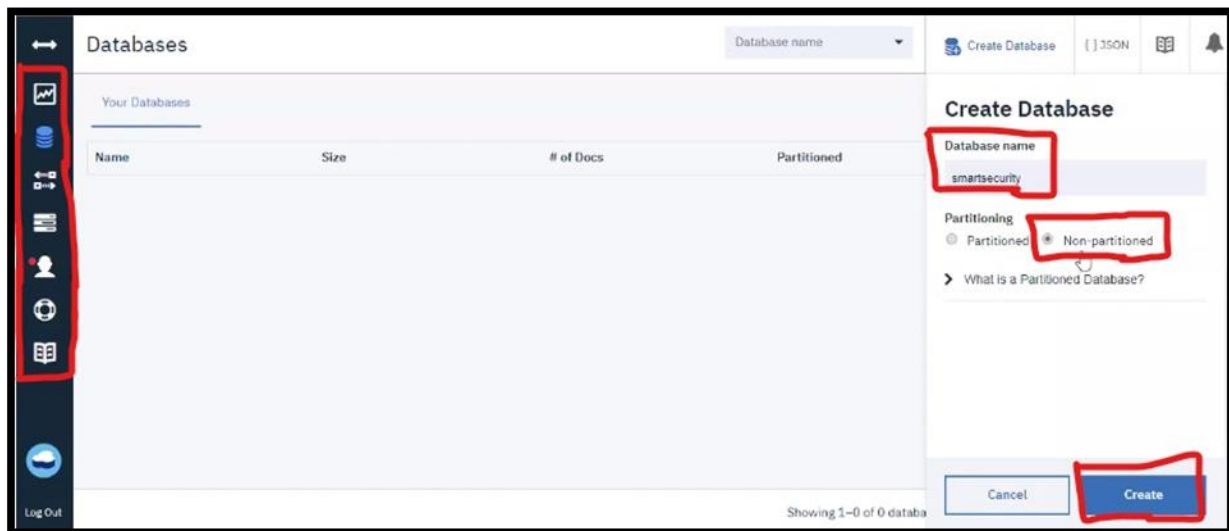 Databases
Database name
Create Database
{ } JSON
Your Databases
Name Size # of Docs Partitioned
Create Database
Database name
smartsecurity
Partitioning
Partitioned Non-partitioned
What is a Partitioned Database?
Cancel Create
Log Out
Showing 1–0 of 0 databa